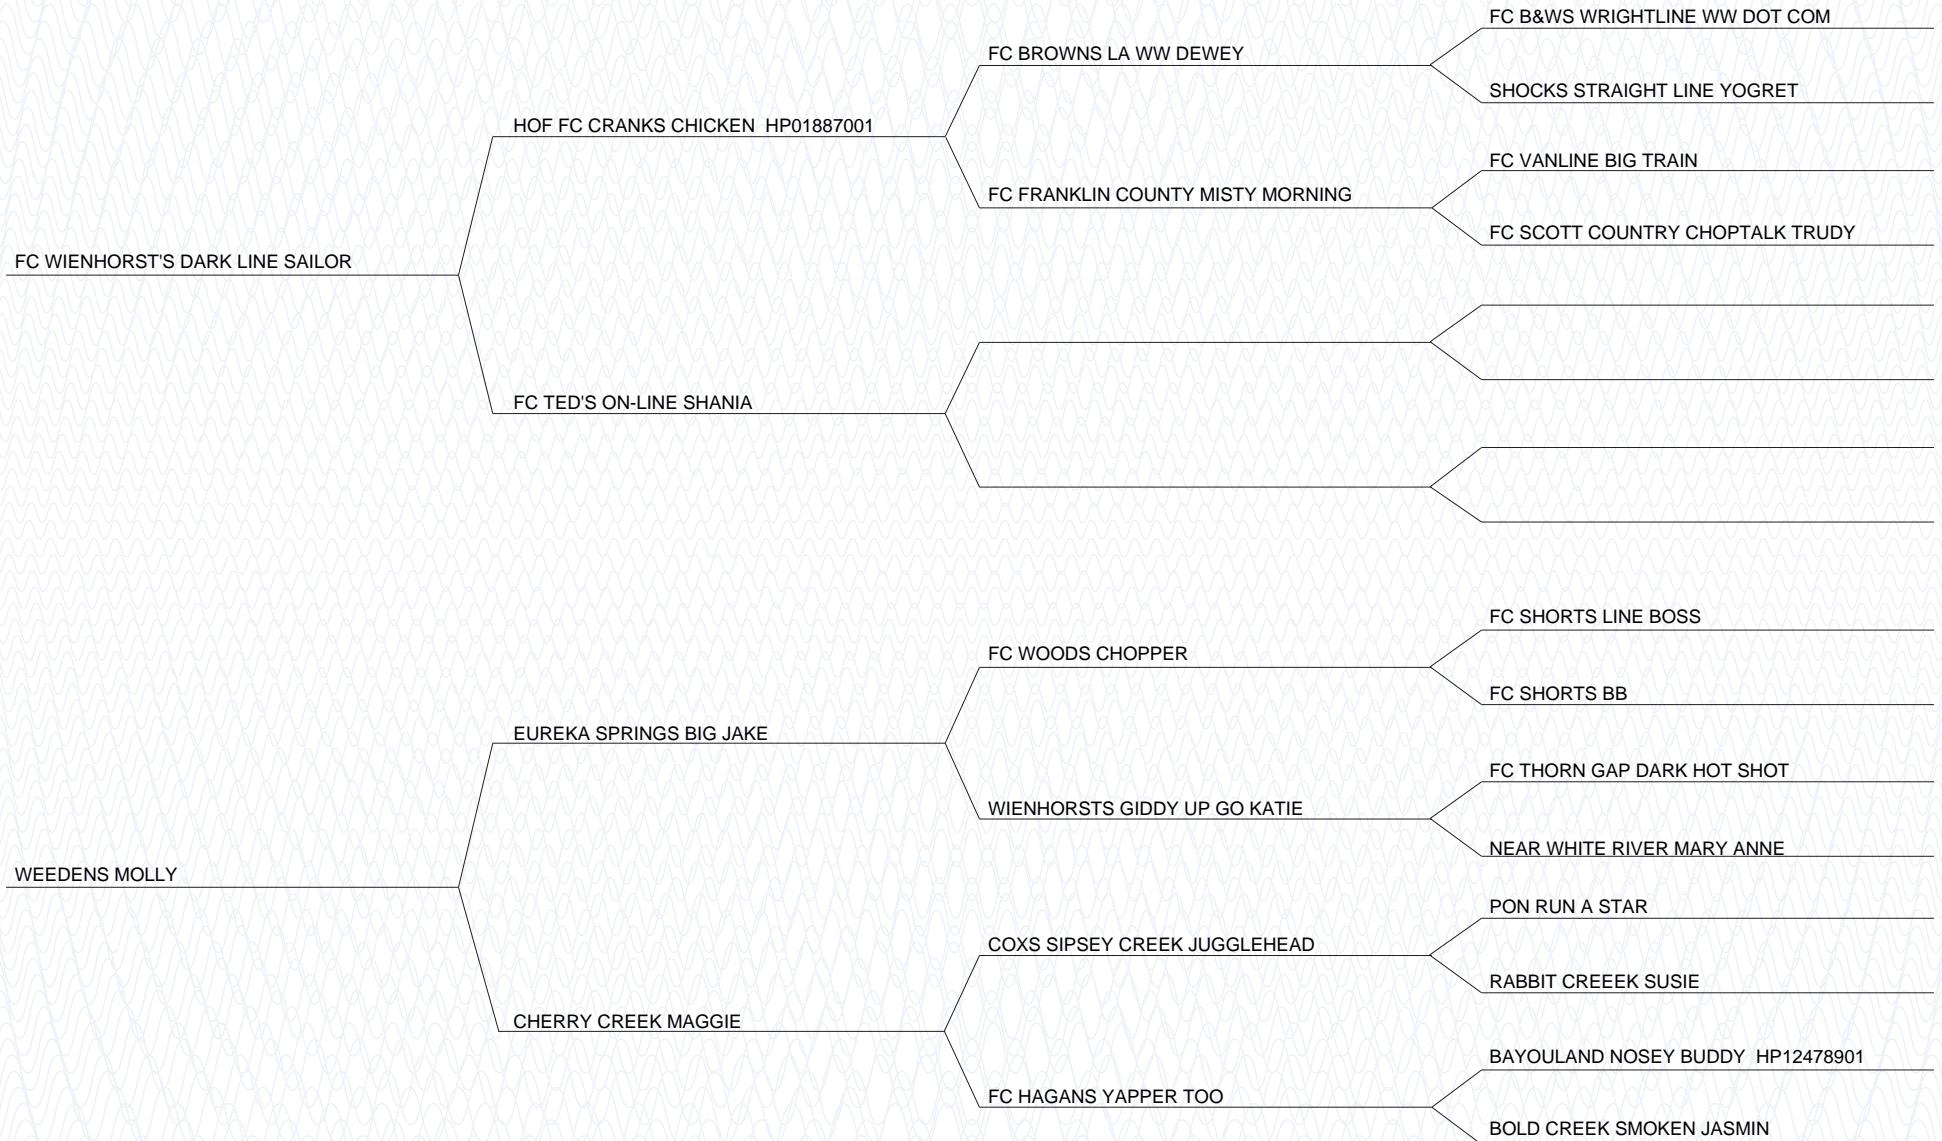 FC B&WS WRIGHTLINE WW DOT COM
FC BROWNS LA WW DEWEY
SHOCKS STRAIGHT LINE YOGRET
HOF FC CRANKS CHICKEN HP01887001
FC VANLINE BIG TRAIN
FC FRANKLIN COUNTY MISTY MORNING
FC SCOTT COUNTRY CHOPTALK TRUDY
FC WIENHORST'S DARK LINE SAILOR
FC TED'S ON-LINE SHANIA
FC SHORTS LINE BOSS
FC WOODS CHOPPER
FC SHORTS BB
EUREKA SPRINGS BIG JAKE
FC THORN GAP DARK HOT SHOT
WIENHORSTS GIDDY UP GO KATIE
NEAR WHITE RIVER MARY ANNE
WEEDENS MOLLY
PON RUN A STAR
COXS SIPSEY CREEK JUGGLEHEAD
RABBIT CREEEK SUSIE
CHERRY CREEK MAGGIE
BAYOULAND NOSEY BUDDY HP12478901
FC HAGANS YAPPER TOO
BOLD CREEK SMOKEN JASMIN